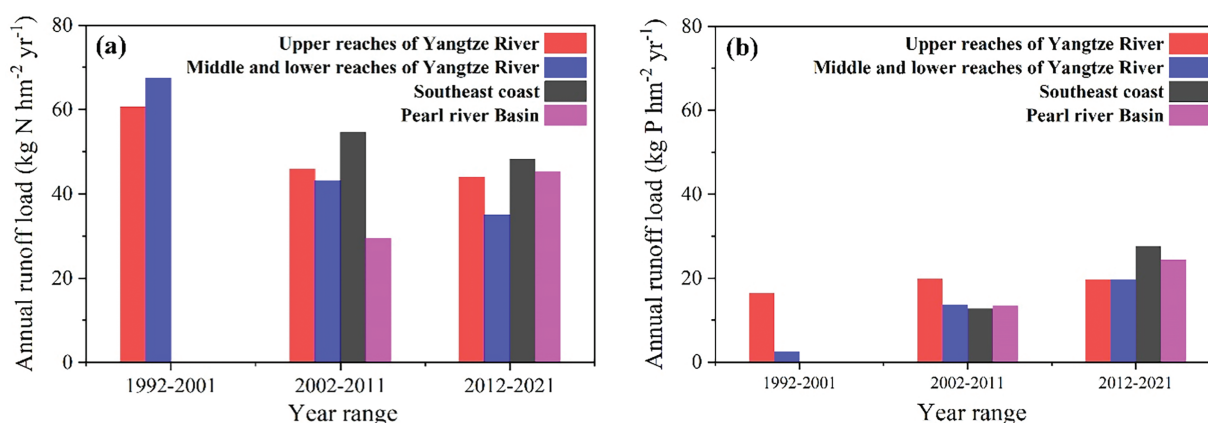 (a)
Upper reaches of Yangtze River
Middle and lower reaches of Yangtze River
Southeast coast
Pearl river Basin
Annual runoff load (kg N hm-2 yr-1)
80
60
40
20
0
1992-2001
2002-2011
2012-2021
Year range
(b)
Upper reaches of Yangtze River
Middle and lower reaches of Yangtze River
Southeast coast
Pearl river Basin
Annual runoff load (kg P hm-2 yr-1)
80
60
40
20
0
1992-2001
2002-2011
2012-2021
Year range